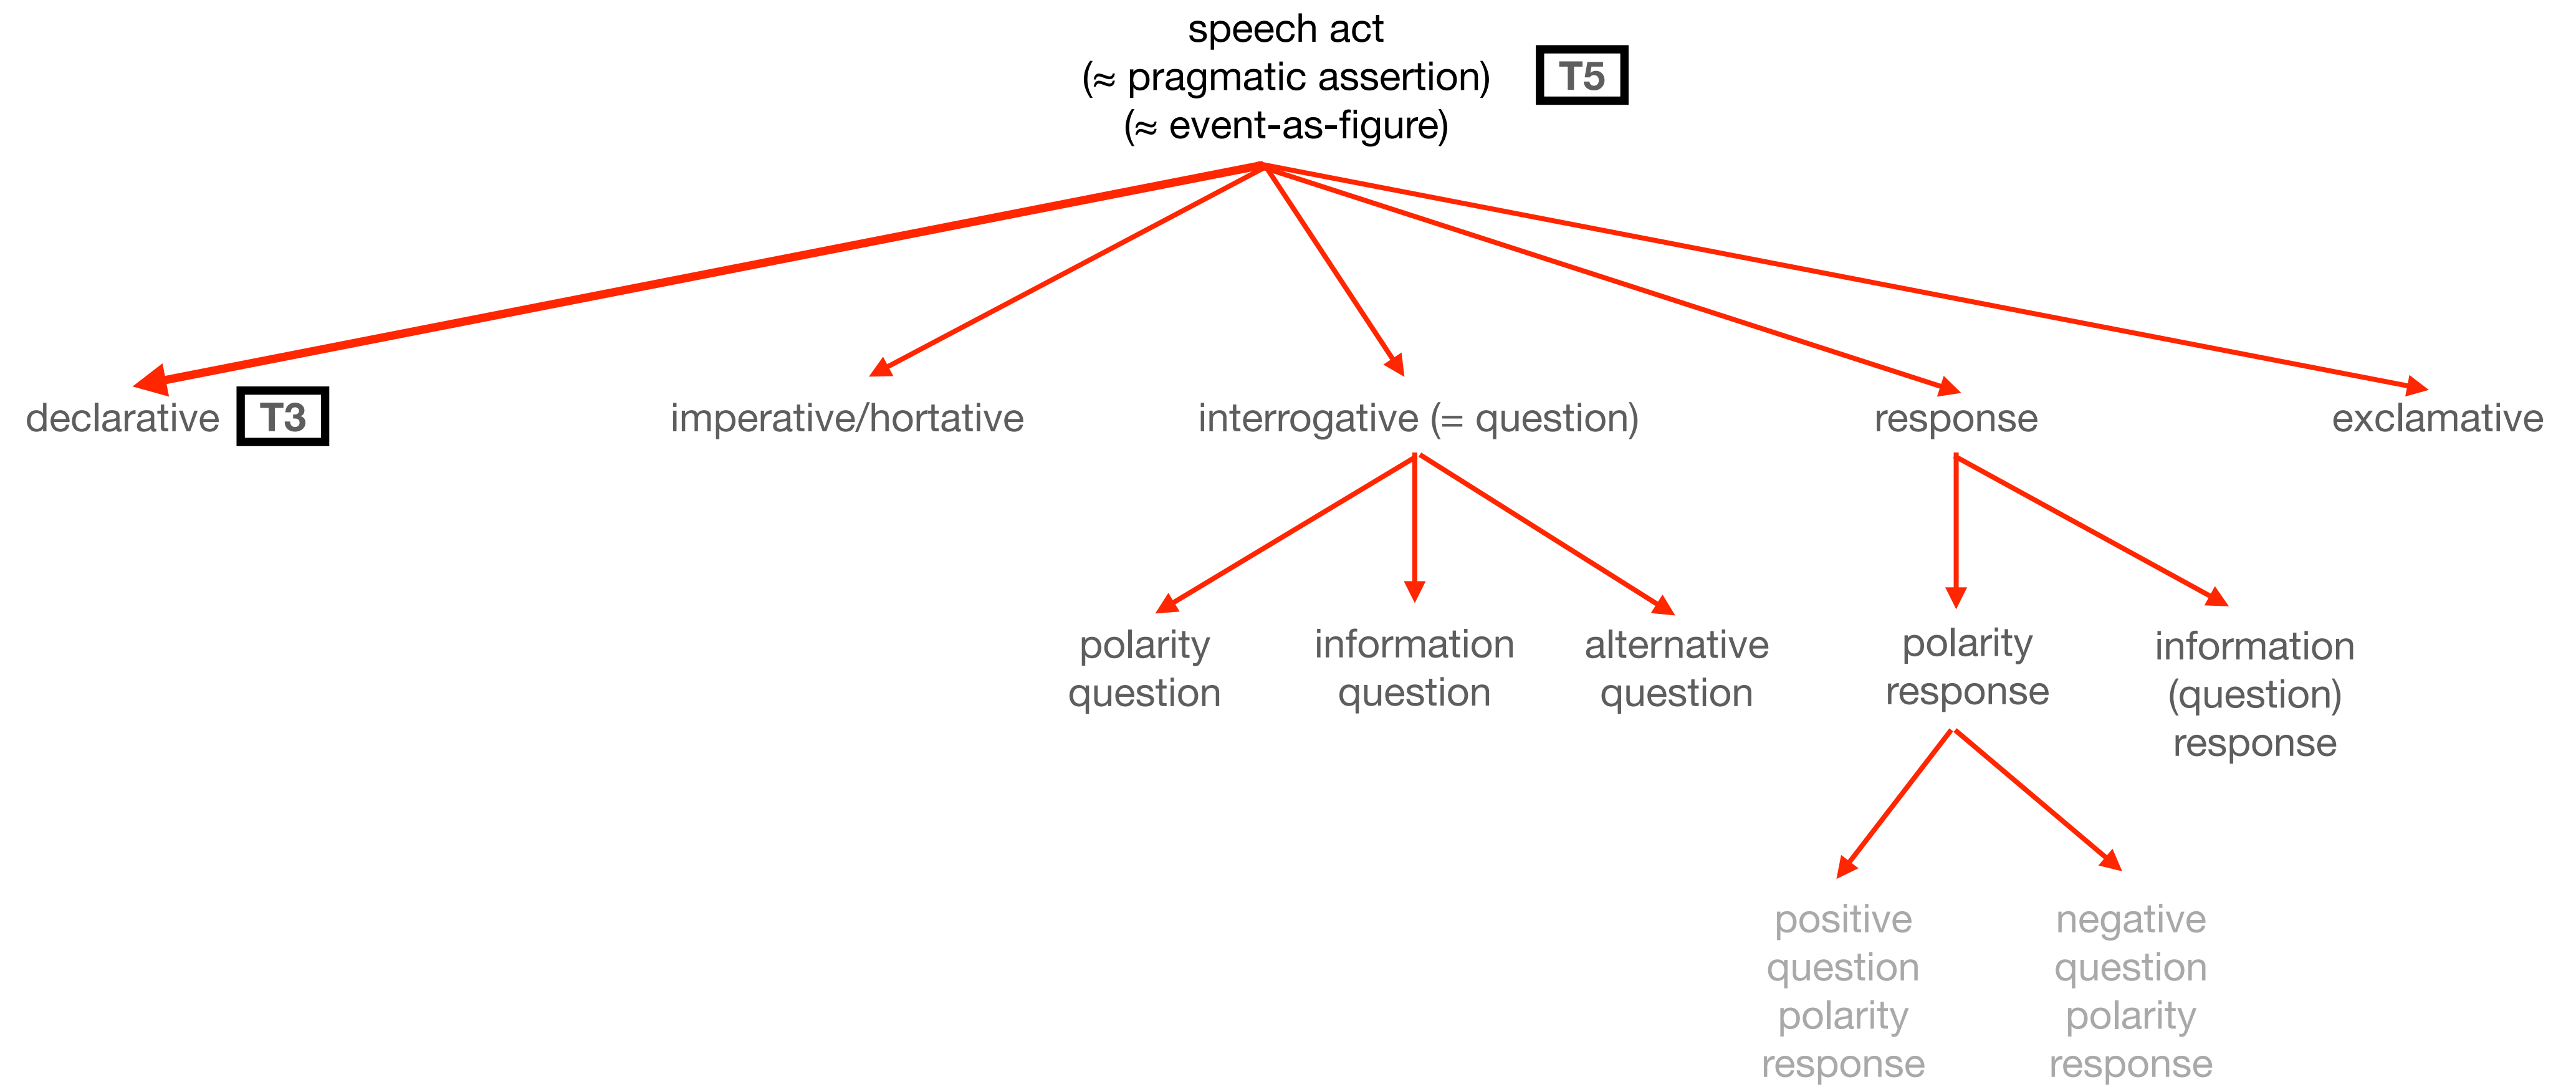 speech act
(≈ pragmatic assertion)
T5
(≈ event-as-figure)
declarative
T3
imperative/hortative
interrogative (= question)
response
exclamative
polarity
question
information
question
alternative
question
polarity
response
information
(question)
response
positive
question
polarity
response
negative
question
polarity
response